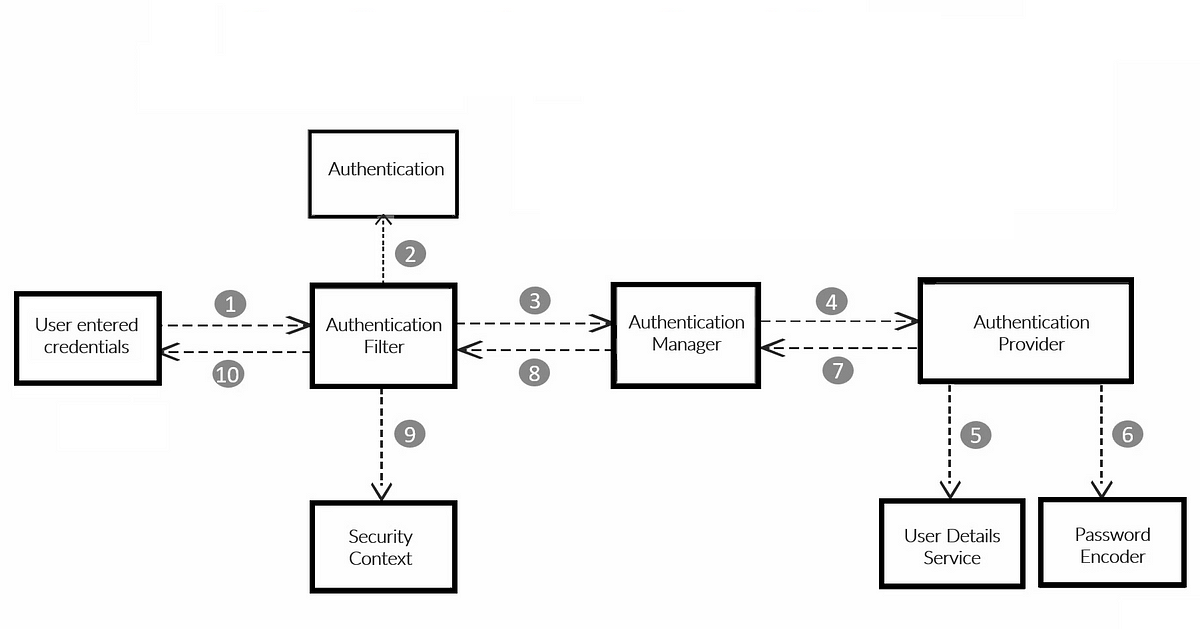 Authentication
2
User entered
credentials
1
10
Authentication
Filter
3
8
Authentication
Manager
4
7
Authentication
Provider
9
5
6
Security
Context
User Details
Service
Password
Encoder